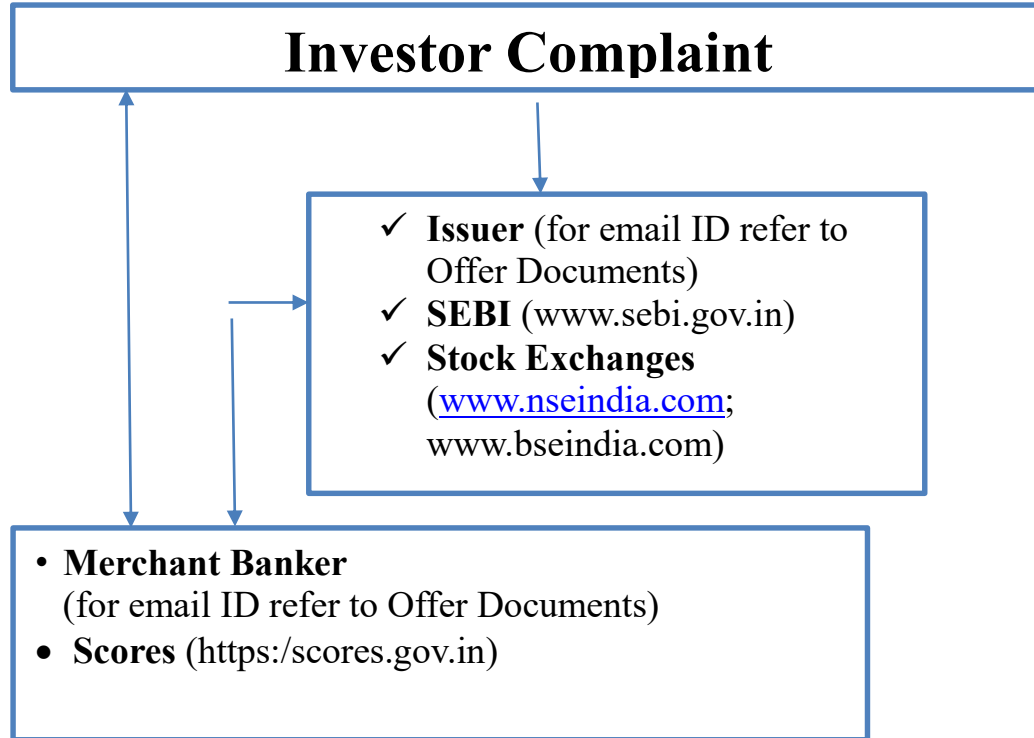 Investor Complaint
✓ Issuer (for email ID refer to
Offer Documents)
✓ SEBI (www.sebi.gov.in)
✓ Stock Exchanges
(www.nseindia.com;
www.bseindia.com)
• Merchant Banker
(for email ID refer to Offer Documents)
• Scores (https:/scores.gov.in)